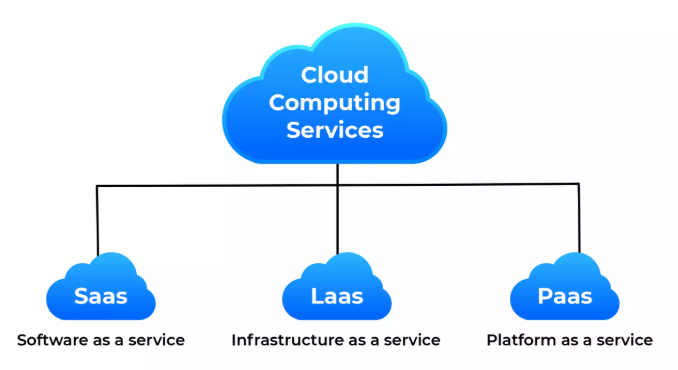 Cloud
Computing
Services
Saas
Laas
Paas
Software as a service
Infrastructure as a service
Platform as a service